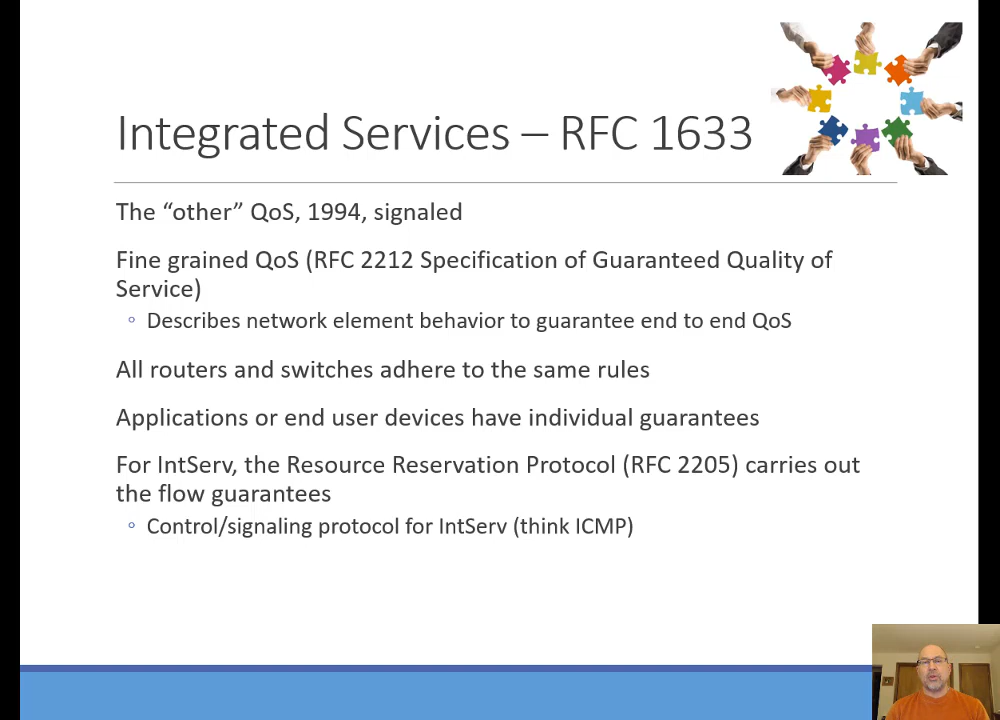 Integrated Services – RFC 1633
The “other” QoS, 1994, signaled
Fine grained QoS (RFC 2212 Specification of Guaranteed Quality of
Service)
◦ Describes network element behavior to guarantee end to end QoS
All routers and switches adhere to the same rules
Applications or end user devices have individual guarantees
For IntServ, the Resource Reservation Protocol (RFC 2205) carries out
the flow guarantees
◦ Control/signaling protocol for IntServ (think ICMP)